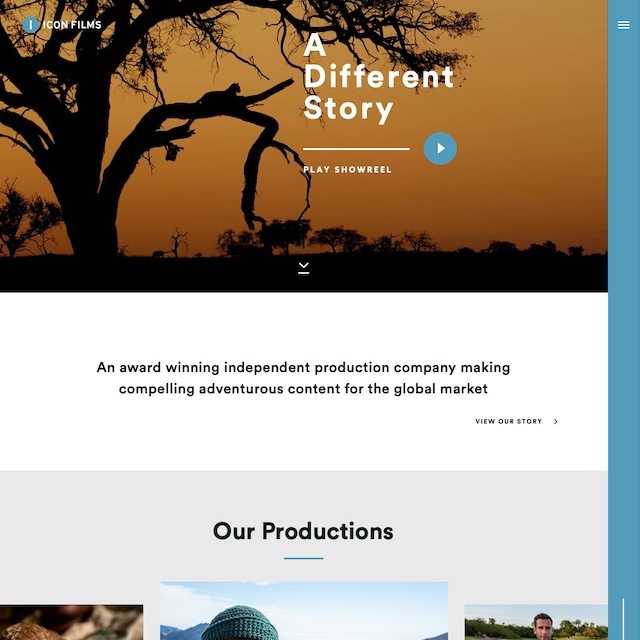 I ICON FILMS
A
Different
Story
PLAY SHOWREEL
An award winning independent production company making
compelling adventurous content for the global market
VIEW OUR STORY
Our Productions